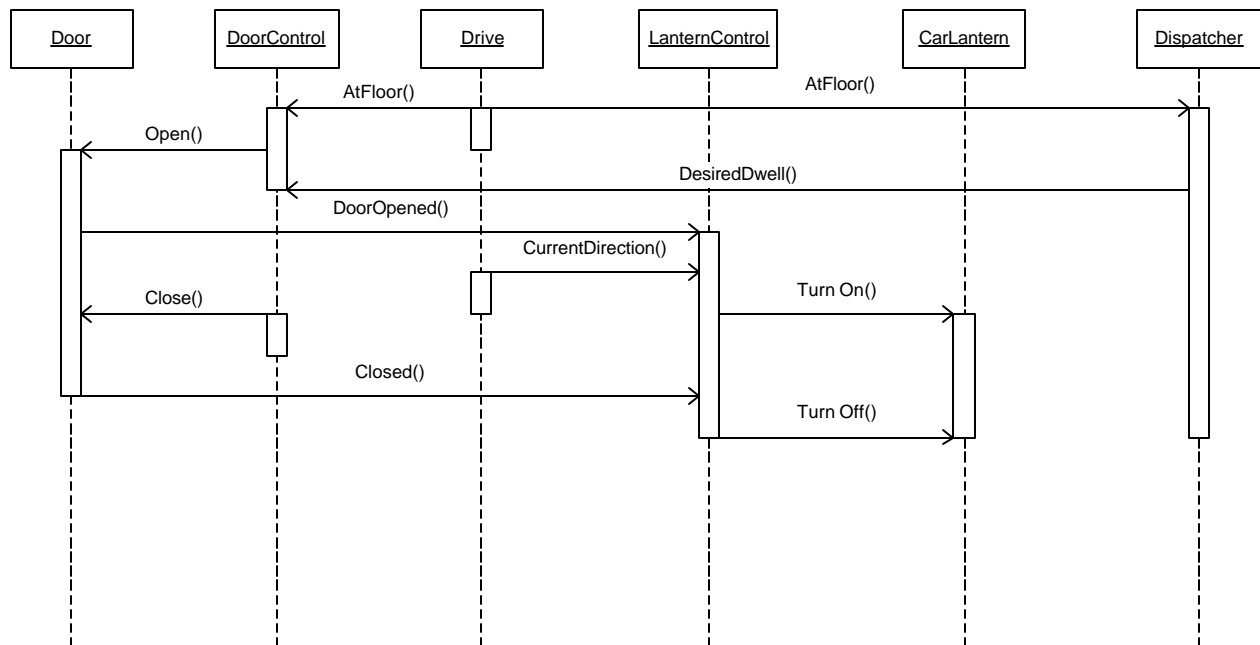 Door
DoorControl
Drive
LanternControl
CarLantern
Dispatcher
AtFloor()
AtFloor()
Open()
DesiredDwell()
DoorOpened()
CurrentDirection()
Close()
Turn On()
Closed()
Turn Off()